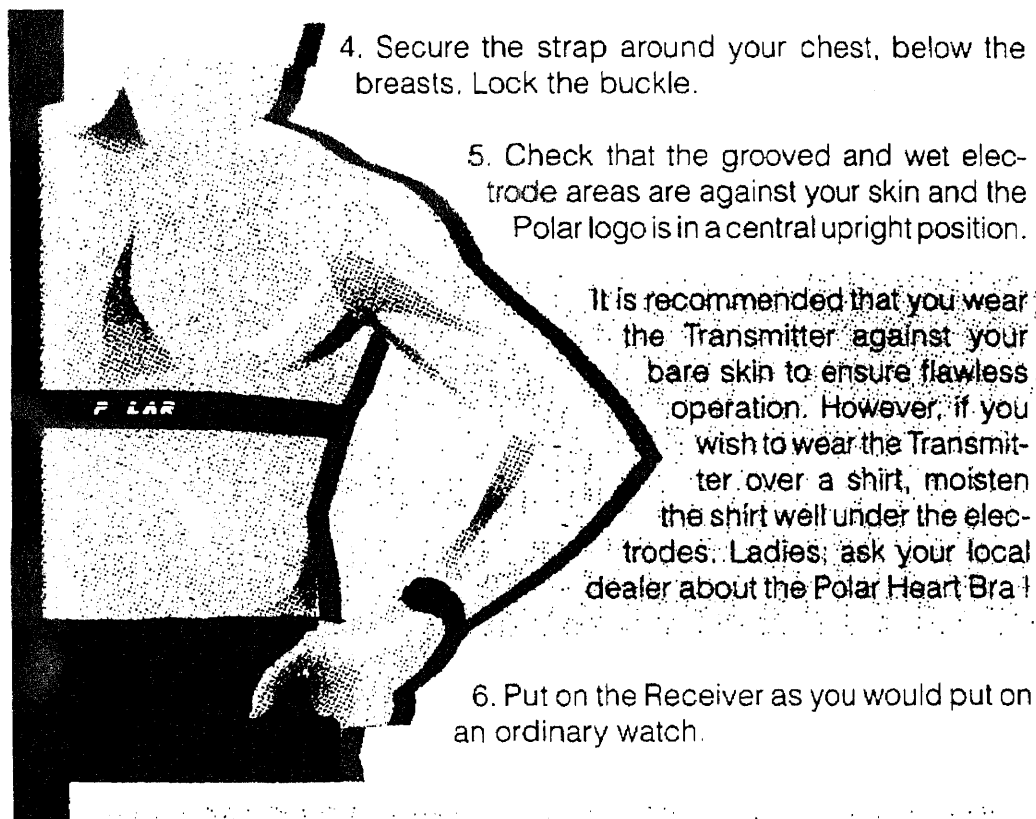 4. Secure the strap around your chest, below the
breasts. Lock the buckle.
5. Check that the grooved and wet elec-
trode areas are against your skin and the
Polar logo is in a central upright position.
It is recommended that you wear
the Transmitter against your
bare skin to ensure flawless
operation. However, if you
wish to wear the Transmit-
ter over a shirt, moisten
the shirt well under the elec-
trodes. Ladies, ask your local
dealer about the Polar Heart Bra !
P LAR
6. Put on the Receiver as you would put on
an ordinary watch.